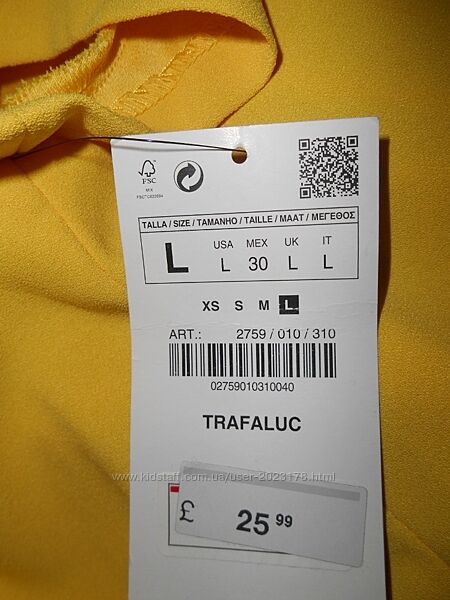 FSC
MIX
TALLA / SIZE / TAMANHO / TAILLE / MAAT / ΜΕΓΕΘΟΣ
L
USA MEX UK IT
L 30 L L
XS S M L
ART.: 2759 / 010 / 310
02759010310040
TRAFALUC
www.kidstaff.com.ua/user-2023178.html
£ 25 99